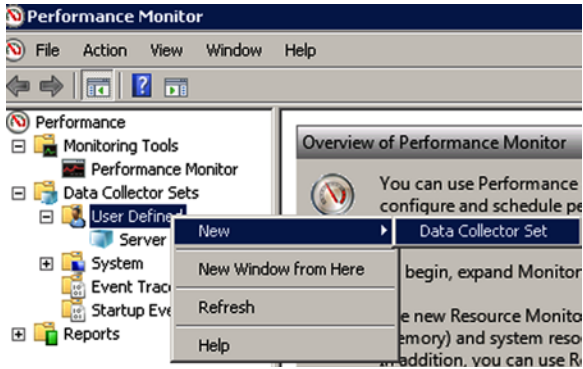 Performance Monitor
File Action View Window Help
Performance
Monitoring Tools
Performance Monitor
Data Collector Sets
User Defined
Server
System
Event Trac
Startup Eve
Reports
New
New Window from Here
Refresh
Help
Data Collector Set
Overview of Performance Monitor
You can use Performance
configure and schedule pe
begin, expand Monitor
e new Resource Monito
emory) and system reso
In addition, you can use R